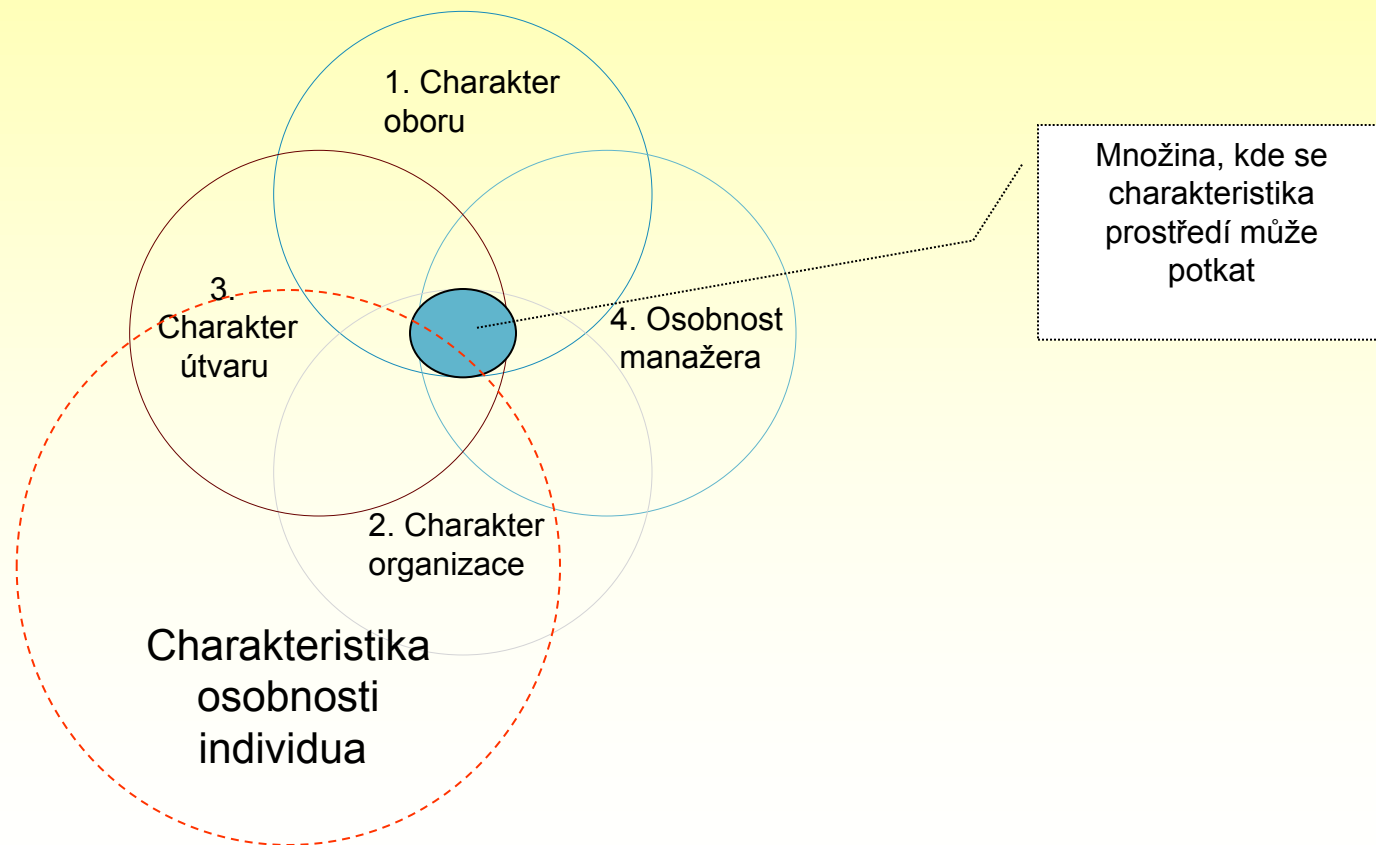 1. Charakter
oboru
Množina, kde se
charakteristika
prostředí může
potkat
3.
Charakter
útvaru
4. Osobnost
manažera
2. Charakter
organizace
Charakteristika
osobnosti
individua